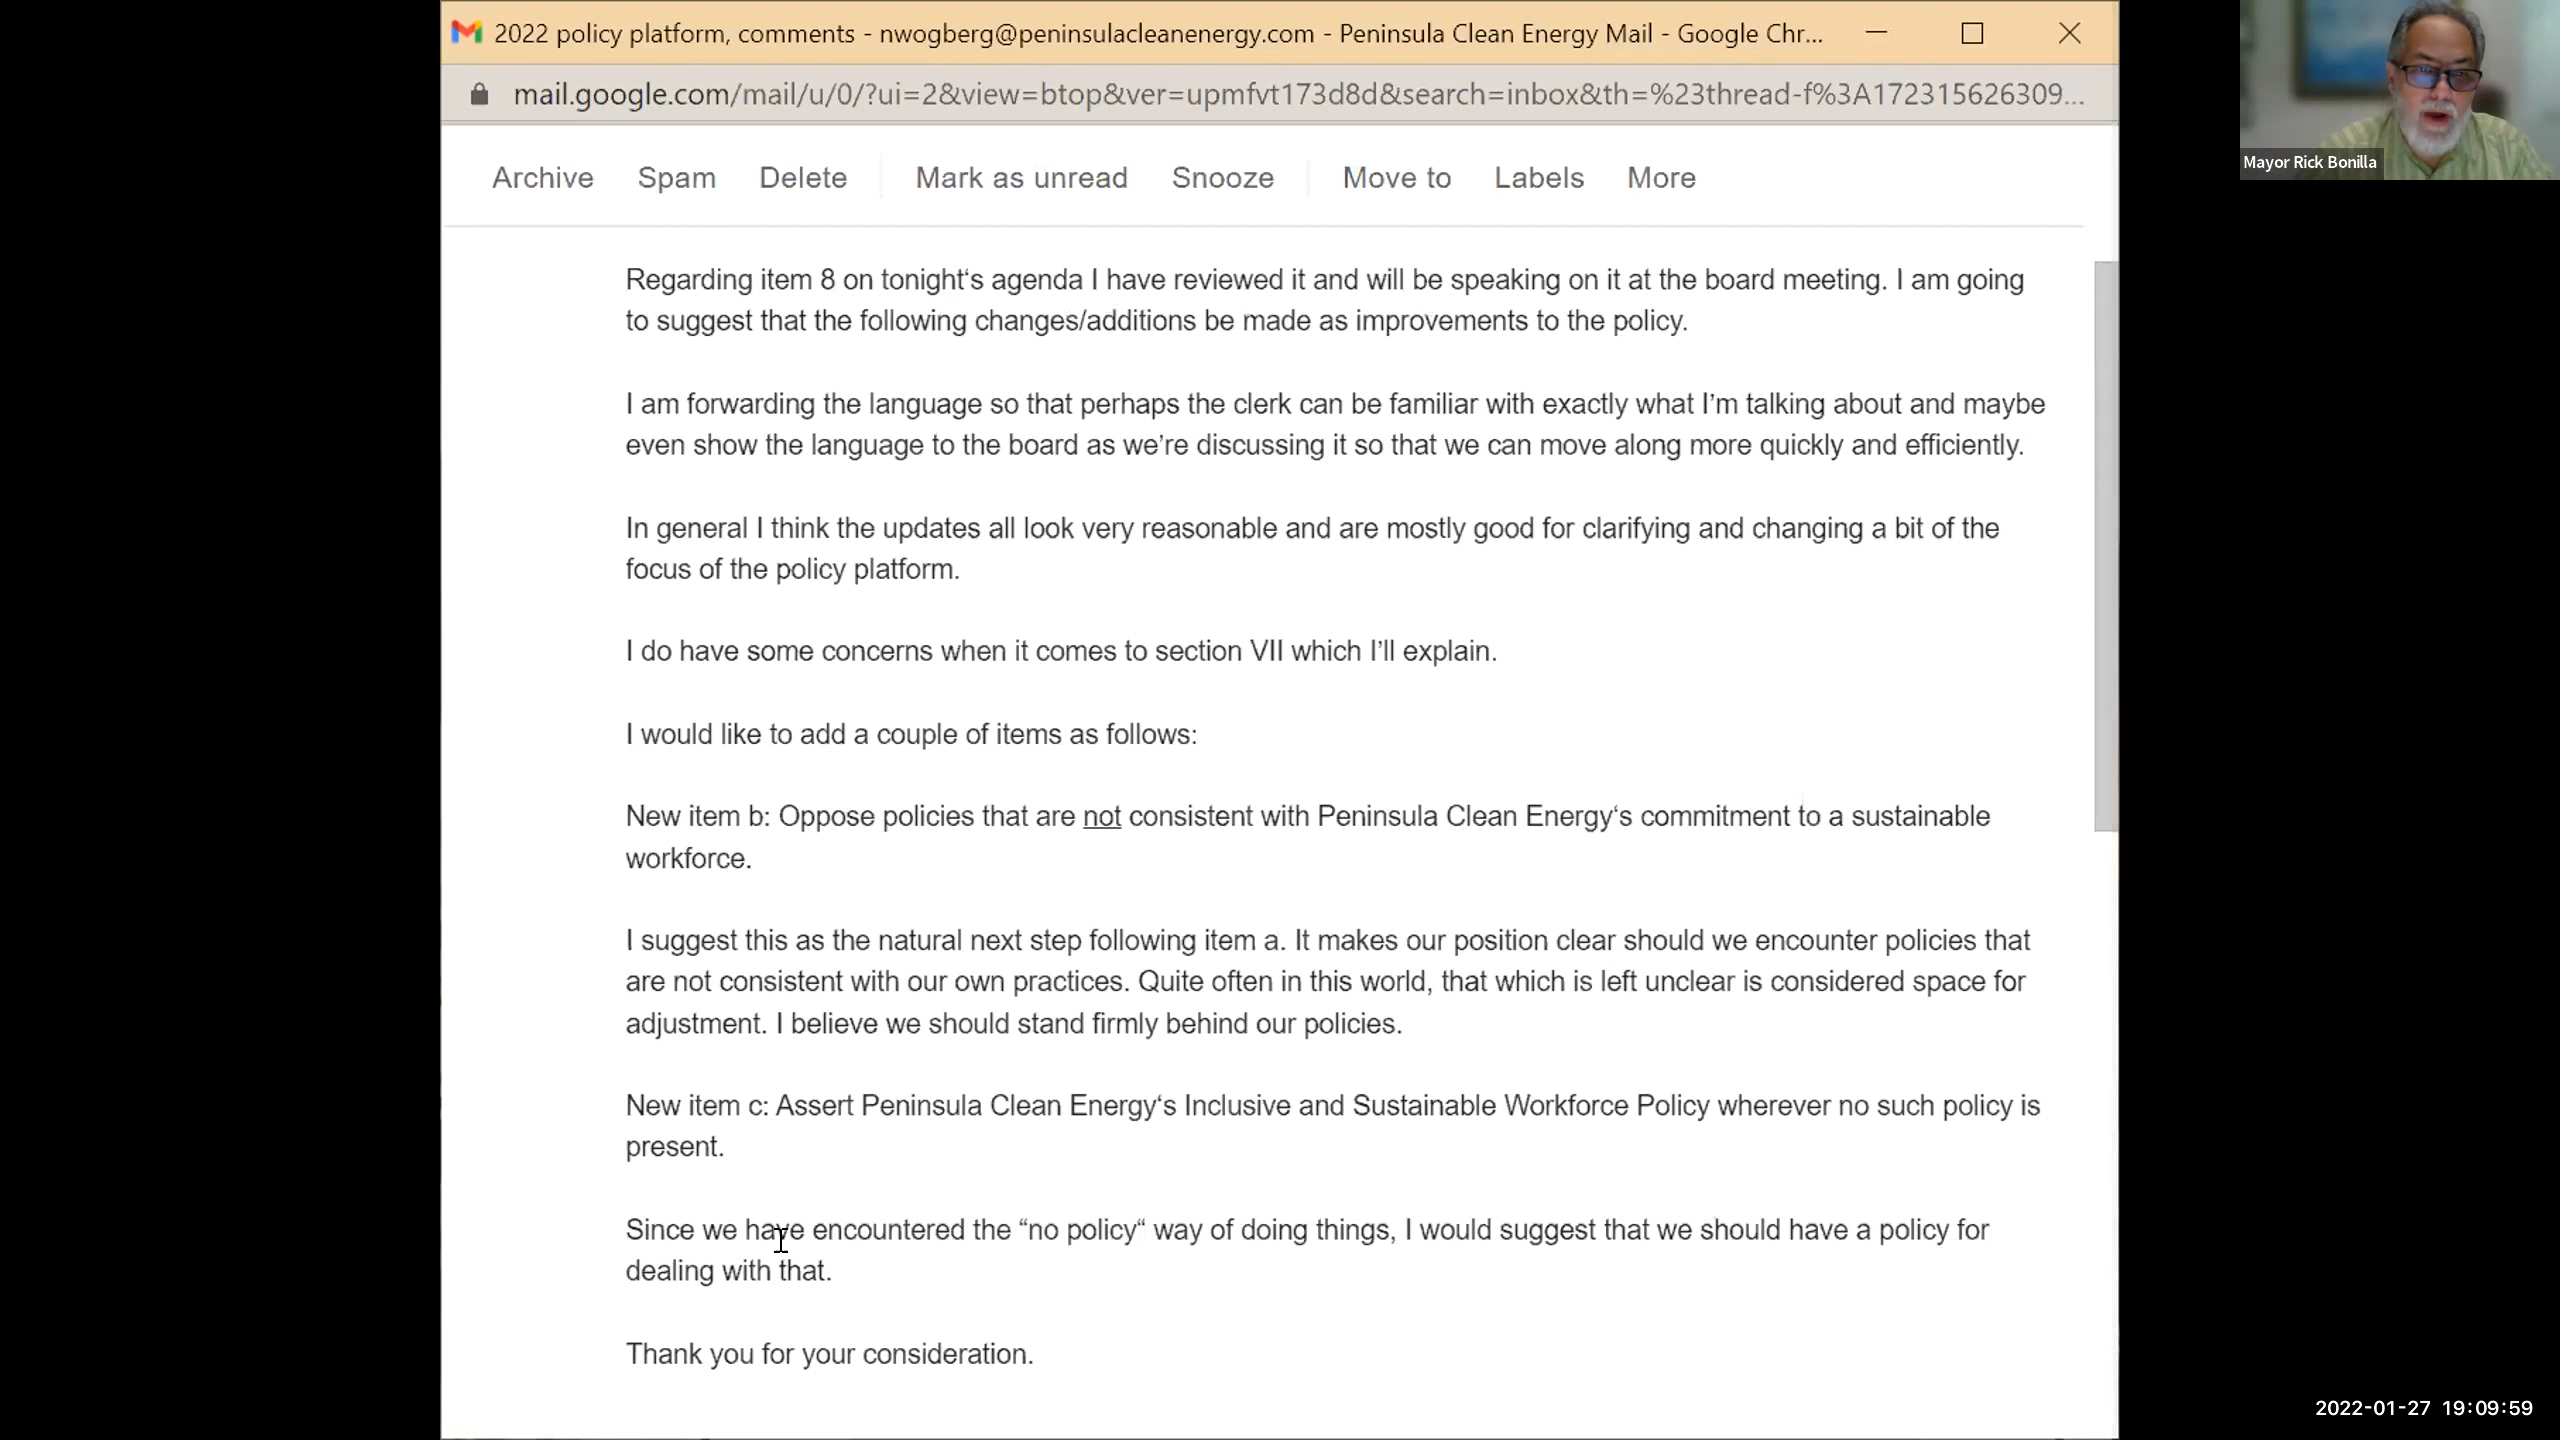 2022 policy platform, comments - nwogberg@peninsulacleanenergy.com - Peninsula Clean Energy Mail - Google Chr...
mail.google.com/mail/u/0/?ui=2&view=btop&ver=upmfvt173d8d&search=inbox&th=%23thread-f%3A172315626309...
Mayor Rick Bonilla
Archive Spam Delete Mark as unread Snooze Move to Labels More
Regarding item 8 on tonight‘s agenda I have reviewed it and will be speaking on it at the board meeting. I am going
to suggest that the following changes/additions be made as improvements to the policy.
I am forwarding the language so that perhaps the clerk can be familiar with exactly what I’m talking about and maybe
even show the language to the board as we’re discussing it so that we can move along more quickly and efficiently.
In general I think the updates all look very reasonable and are mostly good for clarifying and changing a bit of the
focus of the policy platform.
I do have some concerns when it comes to section VII which I’ll explain.
I would like to add a couple of items as follows:
New item b: Oppose policies that are not consistent with Peninsula Clean Energy‘s commitment to a sustainable
workforce.
I suggest this as the natural next step following item a. It makes our position clear should we encounter policies that
are not consistent with our own practices. Quite often in this world, that which is left unclear is considered space for
adjustment. I believe we should stand firmly behind our policies.
New item c: Assert Peninsula Clean Energy‘s Inclusive and Sustainable Workforce Policy wherever no such policy is
present.
Since we have encountered the “no policy“ way of doing things, I would suggest that we should have a policy for
dealing with that.
Thank you for your consideration.
2022-01-27 19:09:59